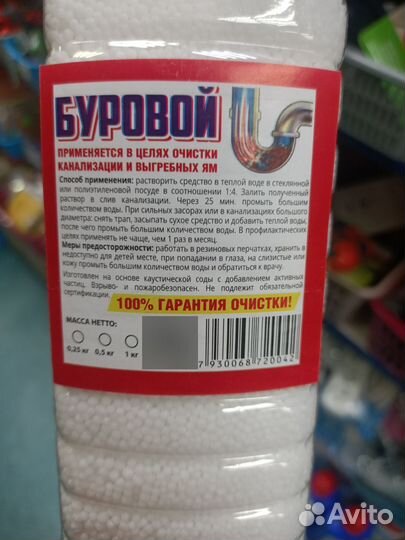 БУРОВОЙ
ПРИМЕНЯЕТСЯ В ЦЕЛЯХ ОЧИСТКИ
КАНАЛИЗАЦИИ И ВЫГРЕБНЫХ ЯМ
Способ применения: растворить средство в теплой воде в стеклянной
или полиэтиленовой посуде в соотношении 1:4. Залить полученный
раствор в слив канализации. Через 25 мин. промыть большим
количеством воды. При сильных засорах или в канализациях большого
диаметра: снять трап, засыпать сухое средство и добавить теплой воды,
после чего промыть большим количеством воды. В профилактических
целях применять не чаще, чем 1 раз в месяц.
Меры предосторожности: работать в резиновых перчатках, хранить в
недоступно для детей месте, при попадании в глаза, на слизистые или
кожу промыть большим количеством воды и обратиться к врачу.
Изготовлен на основе каустической соды с добавлением активных
частиц. Взрыво- и пожаробезопасен. Не подлежит обязательной
сертификации.
100% ГАРАНТИЯ ОЧИСТКИ!
МАССА НЕТТО:
0,25 кг 0,5 кг 1 кг
7 930068 720042
Avito